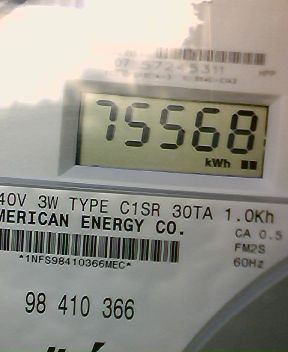 75568
kWh
40V 3W TYPE C1SR 30TA 1.0Kh
MERICAN ENERGY CO.
CA 0.5
FM2S
60Hz
*1NFS98410366MEC*
98 410 366